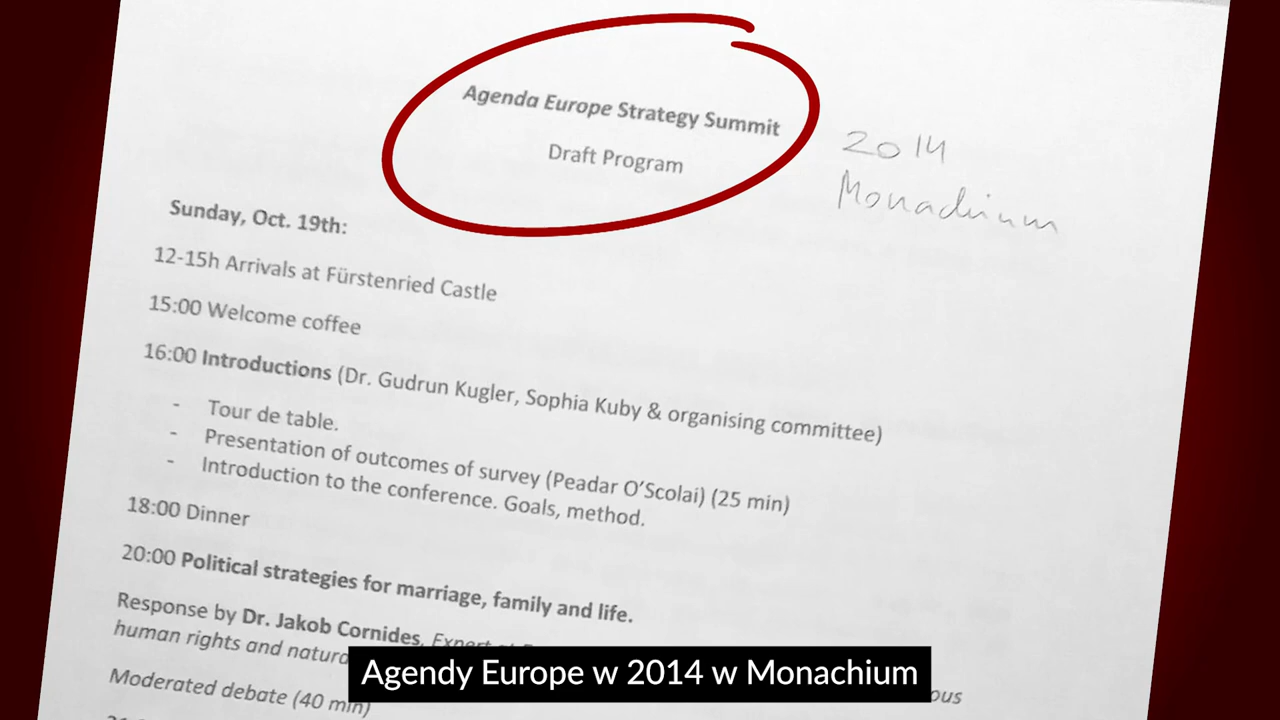 Agenda Europe Strategy Summit
Draft Program
2014
Monachium
Sunday, Oct. 19th:
12-15h Arrivals at Fürstenried Castle
15:00 Welcome coffee
16:00 Introductions (Dr. Gudrun Kugler, Sophia Kuby & organising committee)
- Tour de table.
- Presentation of outcomes of survey (Peadar O'Scolai) (25 min)
- Introduction to the conference. Goals, method.
18:00 Dinner
20:00 Political strategies for marriage, family and life.
Response by Dr. Jakob Cornides, Expert
human rights and
Moderated debate (40 min)
Agendy Europe w 2014 w Monachium